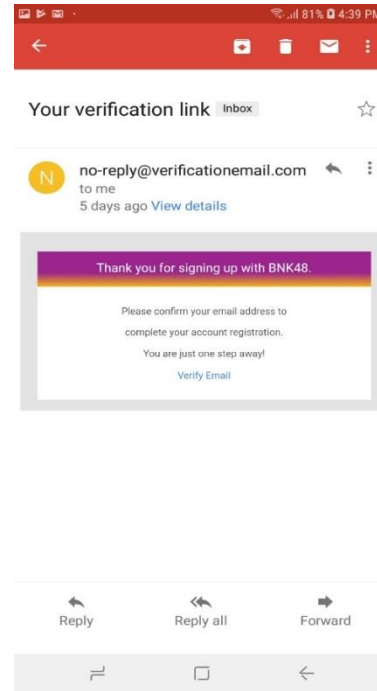 81% 4:39 PM
Your verification link Inbox
N
no-reply@verificationemail.com
to me
5 days ago View details
Thank you for signing up with BNK48.
Please confirm your email address to
complete your account registration.
You are just one step away!
Verify Email
Reply Reply all Forward